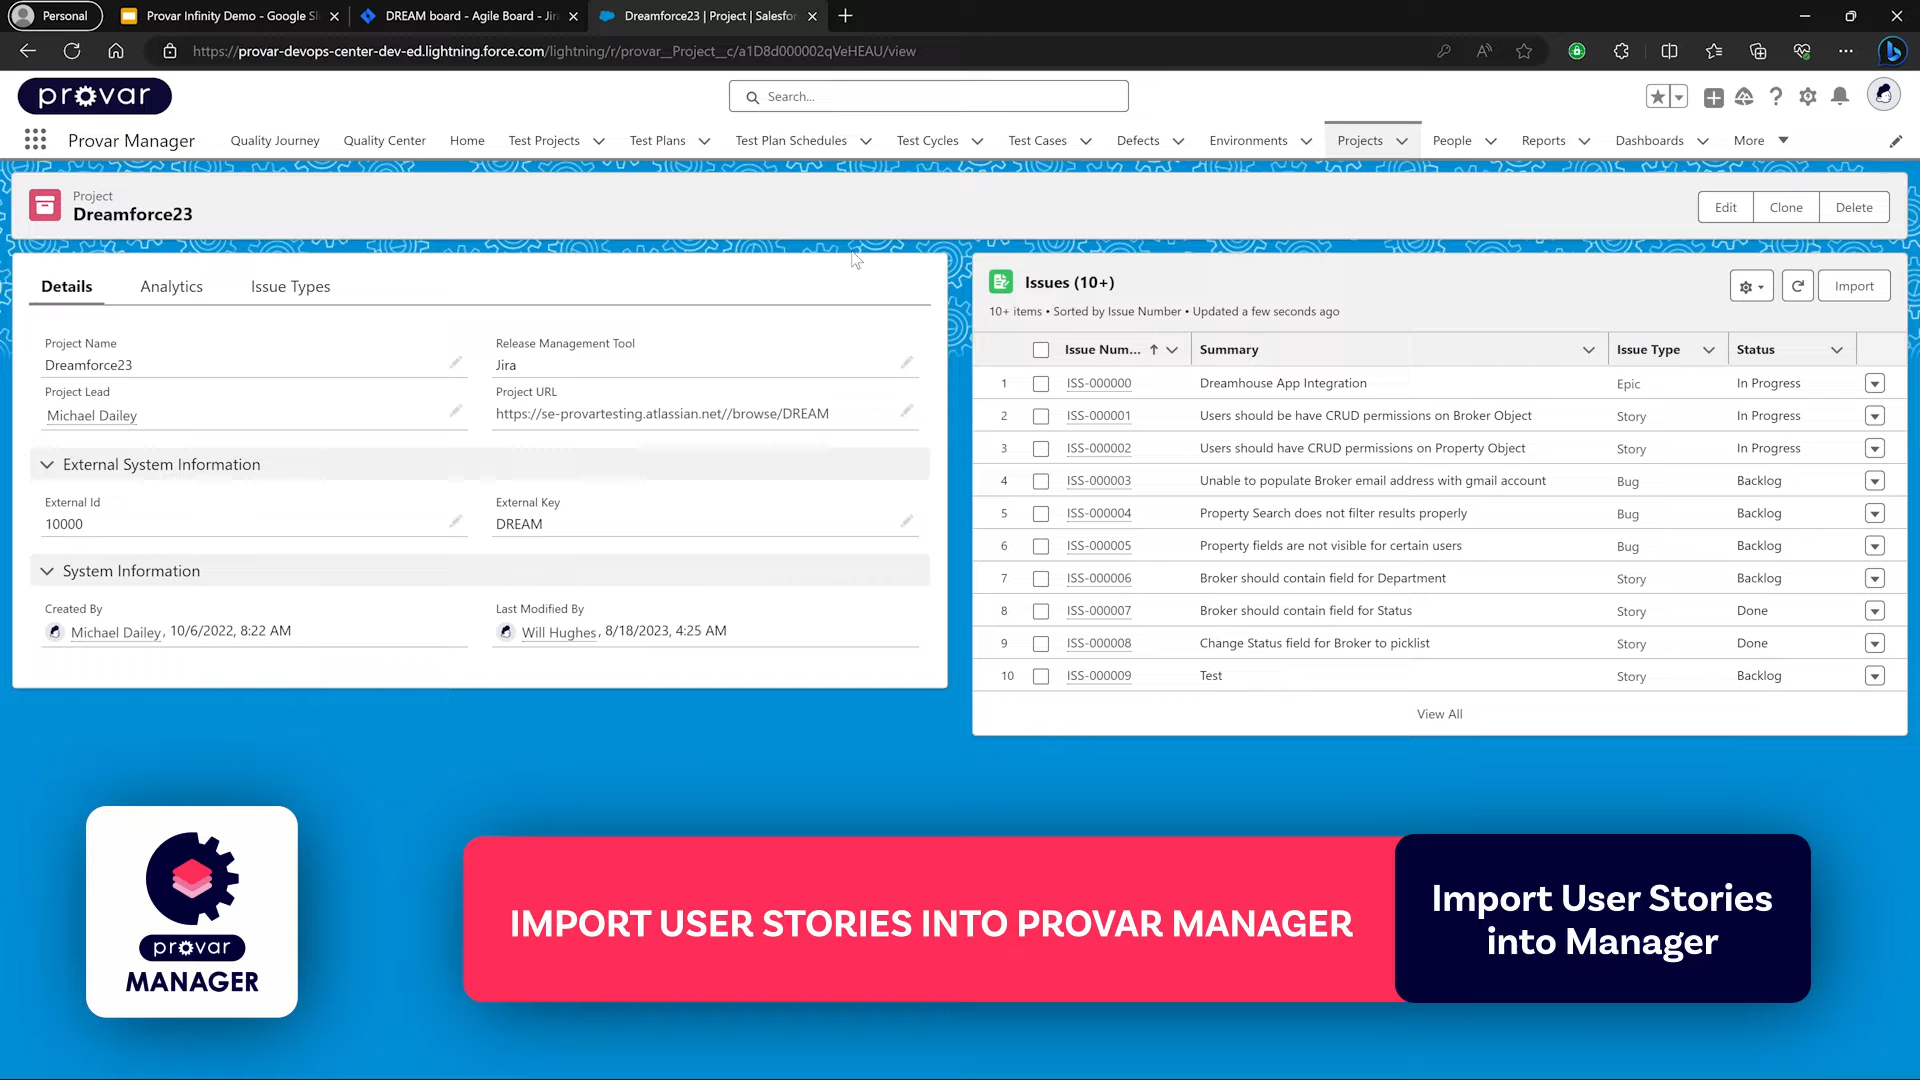 Personal
Provar Infinity Demo - Google Sl
DREAM board - Agile Board - Jir
Dreamforce23 | Project | Salesfor
https://provar-devops-center-dev-ed.lightning.force.com/lightning/r/provar__Project__c/a1D8d000002qVeHEAU/view
provar
Search...
Provar Manager
Quality Journey
Quality Center
Home
Test Projects
Test Plans
Test Plan Schedules
Test Cycles
Test Cases
Defects
Environments
Projects
People
Reports
Dashboards
More
Project
Dreamforce23
Edit
Clone
Delete
Details
Analytics
Issue Types
Project Name
Dreamforce23
Release Management Tool
Jira
Project Lead
Michael Dailey
Project URL
https://se-provartesting.atlassian.net//browse/DREAM
External System Information
External Id
10000
External Key
DREAM
System Information
Created By
Michael Dailey, 10/6/2022, 8:22 AM
Last Modified By
Will Hughes, 8/18/2023, 4:25 AM
Issues (10+)
10+ items • Sorted by Issue Number • Updated a few seconds ago
Import
Issue Num... Summary Issue Type Status
1 ISS-000000 Dreamhouse App Integration Epic In Progress
2 ISS-000001 Users should be have CRUD permissions on Broker Object Story In Progress
3 ISS-000002 Users should have CRUD permissions on Property Object Story In Progress
4 ISS-000003 Unable to populate Broker email address with gmail account Bug Backlog
5 ISS-000004 Property Search does not filter results properly Bug Backlog
6 ISS-000005 Property fields are not visible for certain users Bug Backlog
7 ISS-000006 Broker should contain field for Department Story Backlog
8 ISS-000007 Broker should contain field for Status Story Done
9 ISS-000008 Change Status field for Broker to picklist Story Done
10 ISS-000009 Test Story Backlog
View All
provar
MANAGER
IMPORT USER STORIES INTO PROVAR MANAGER
Import User Stories
into Manager